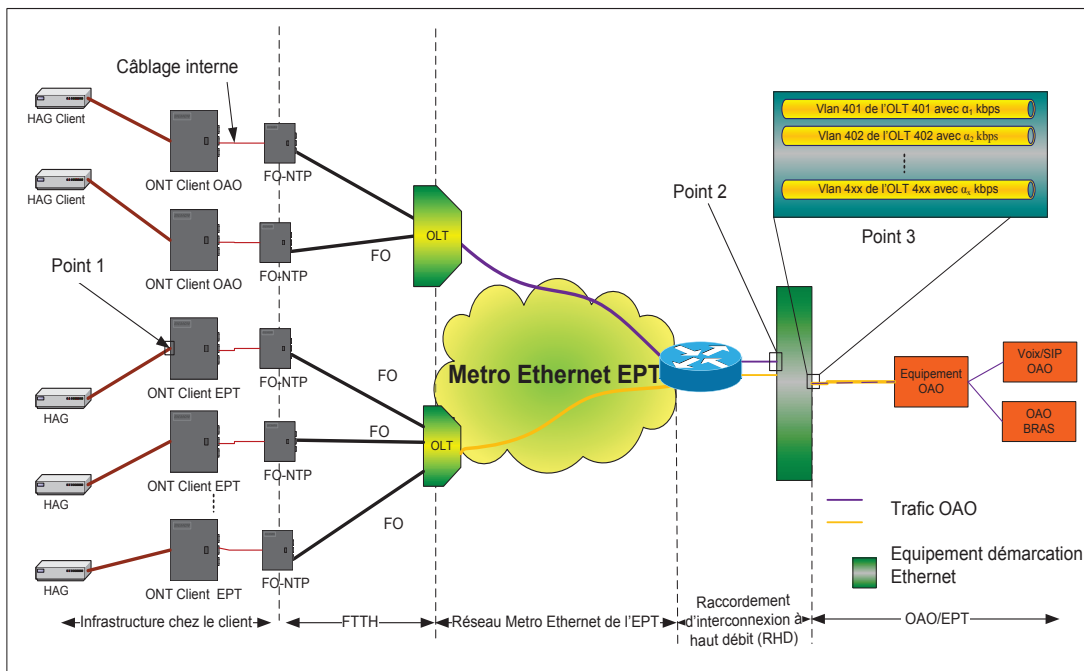 Câblage interne
HAG Client
ONT Client OAO
FO-NTP
HAG Client
ONT Client OAO
FO-NTP
FO
OLT
Point 1
ONT Client EPT
FO-NTP
HAG
FO
ONT Client EPT
FO-NTP
HAG
FO
OLT
FO
ONT Client EPT
FO-NTP
HAG
Metro Ethernet EPT
Point 2
Vlan 401 de l'OLT 401 avec α1 kbps
Vlan 402 de l'OLT 402 avec α2 kbps
Vlan 4xx de l'OLT 4xx avec αx kbps
Point 3
Equipement
OAO
Voix/SIP
OAO
OAO
BRAS
Trafic OAO
Equipement démarcation
Ethernet
Infrastructure chez le client
FTTH
Réseau Metro Ethernet de l'EPT
Raccordement
d'interconnexion à
haut débit (RHD)
OAO/EPT